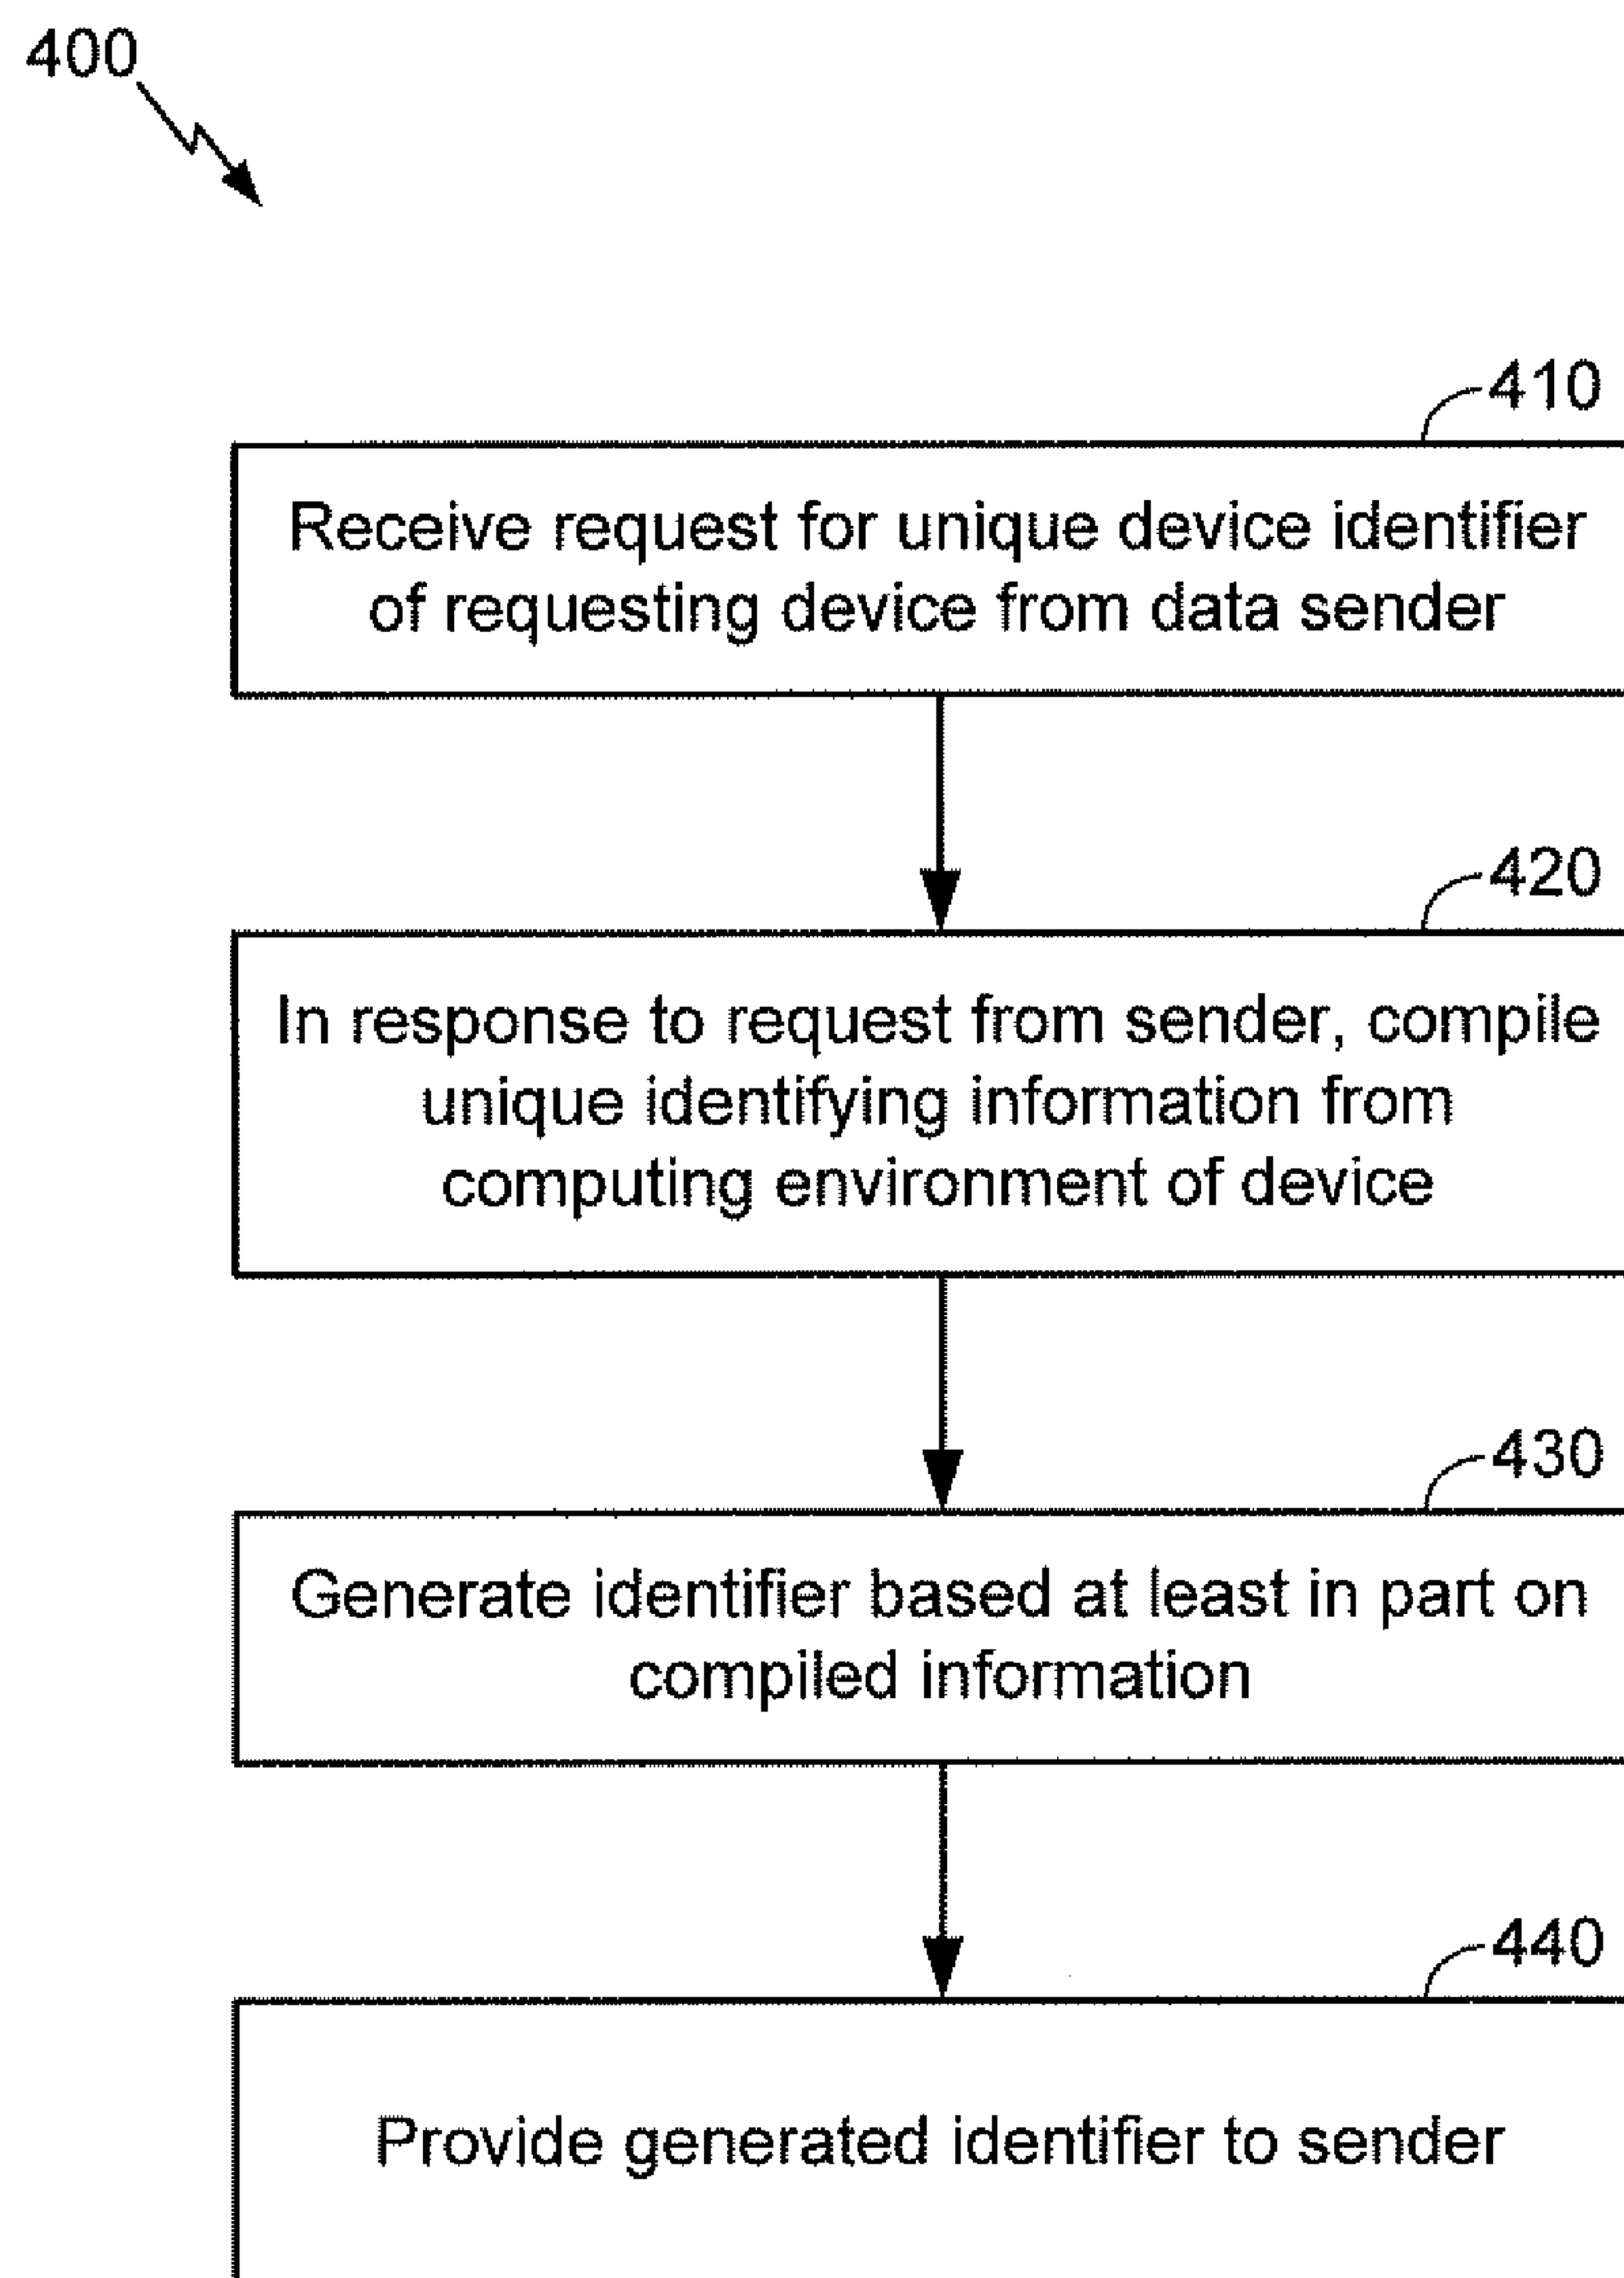 400
410
Receive request for unique device identifier
of requesting device from data sender
420
In response to request from sender, compile
unique identifying information from
computing environment of device
430
Generate identifier based at least in part on
compiled information
440
Provide generated identifier to sender